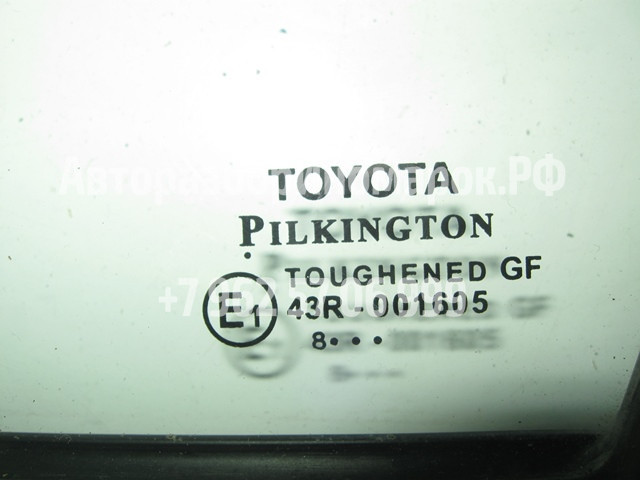 TOYOTA
PILKINGTON
TOUGHENED GF
E1
43R-001605
8•••